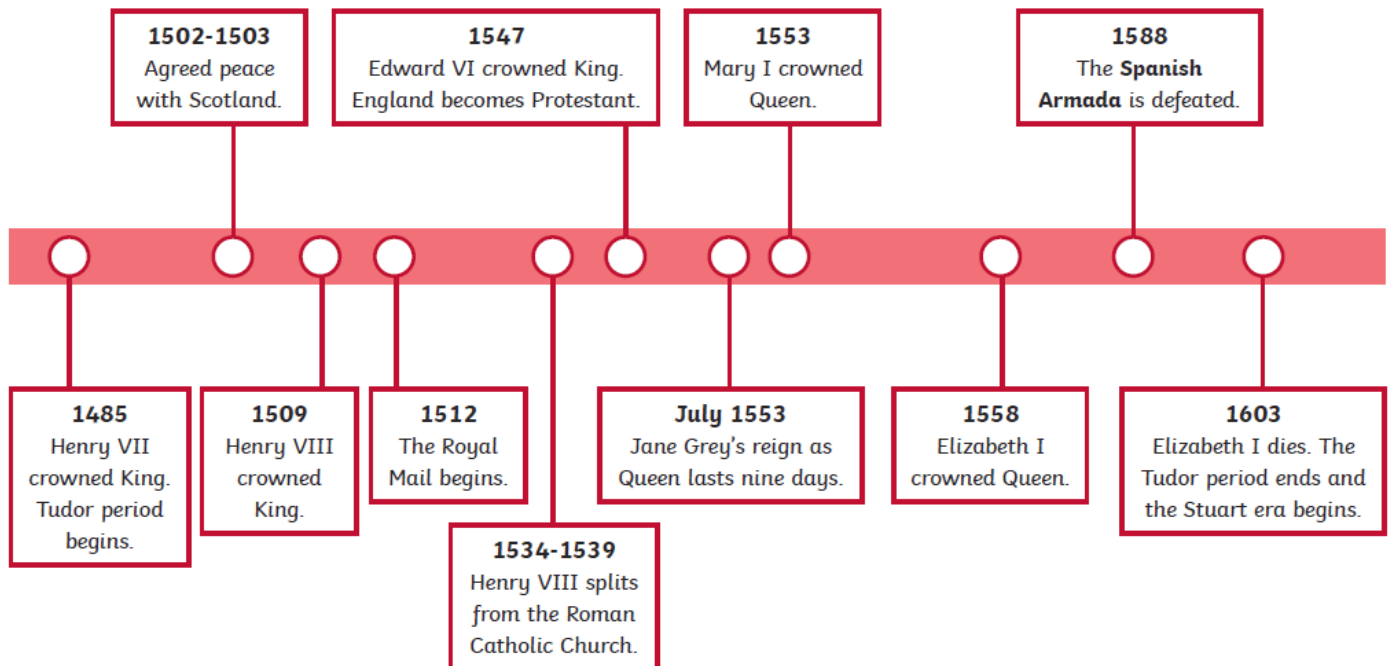 1502-1503
Agreed peace
with Scotland.
1547
Edward VI crowned King.
England becomes Protestant.
1553
Mary I crowned
Queen.
1588
The Spanish
Armada is defeated.
1485
Henry VII
crowned King.
Tudor period
begins.
1509
Henry VIII
crowned
King.
1512
The Royal
Mail begins.
1534-1539
Henry VIII splits
from the Roman
Catholic Church.
July 1553
Jane Grey's reign as
Queen lasts nine days.
1558
Elizabeth I
crowned Queen.
1603
Elizabeth I dies. The
Tudor period ends and
the Stuart era begins.